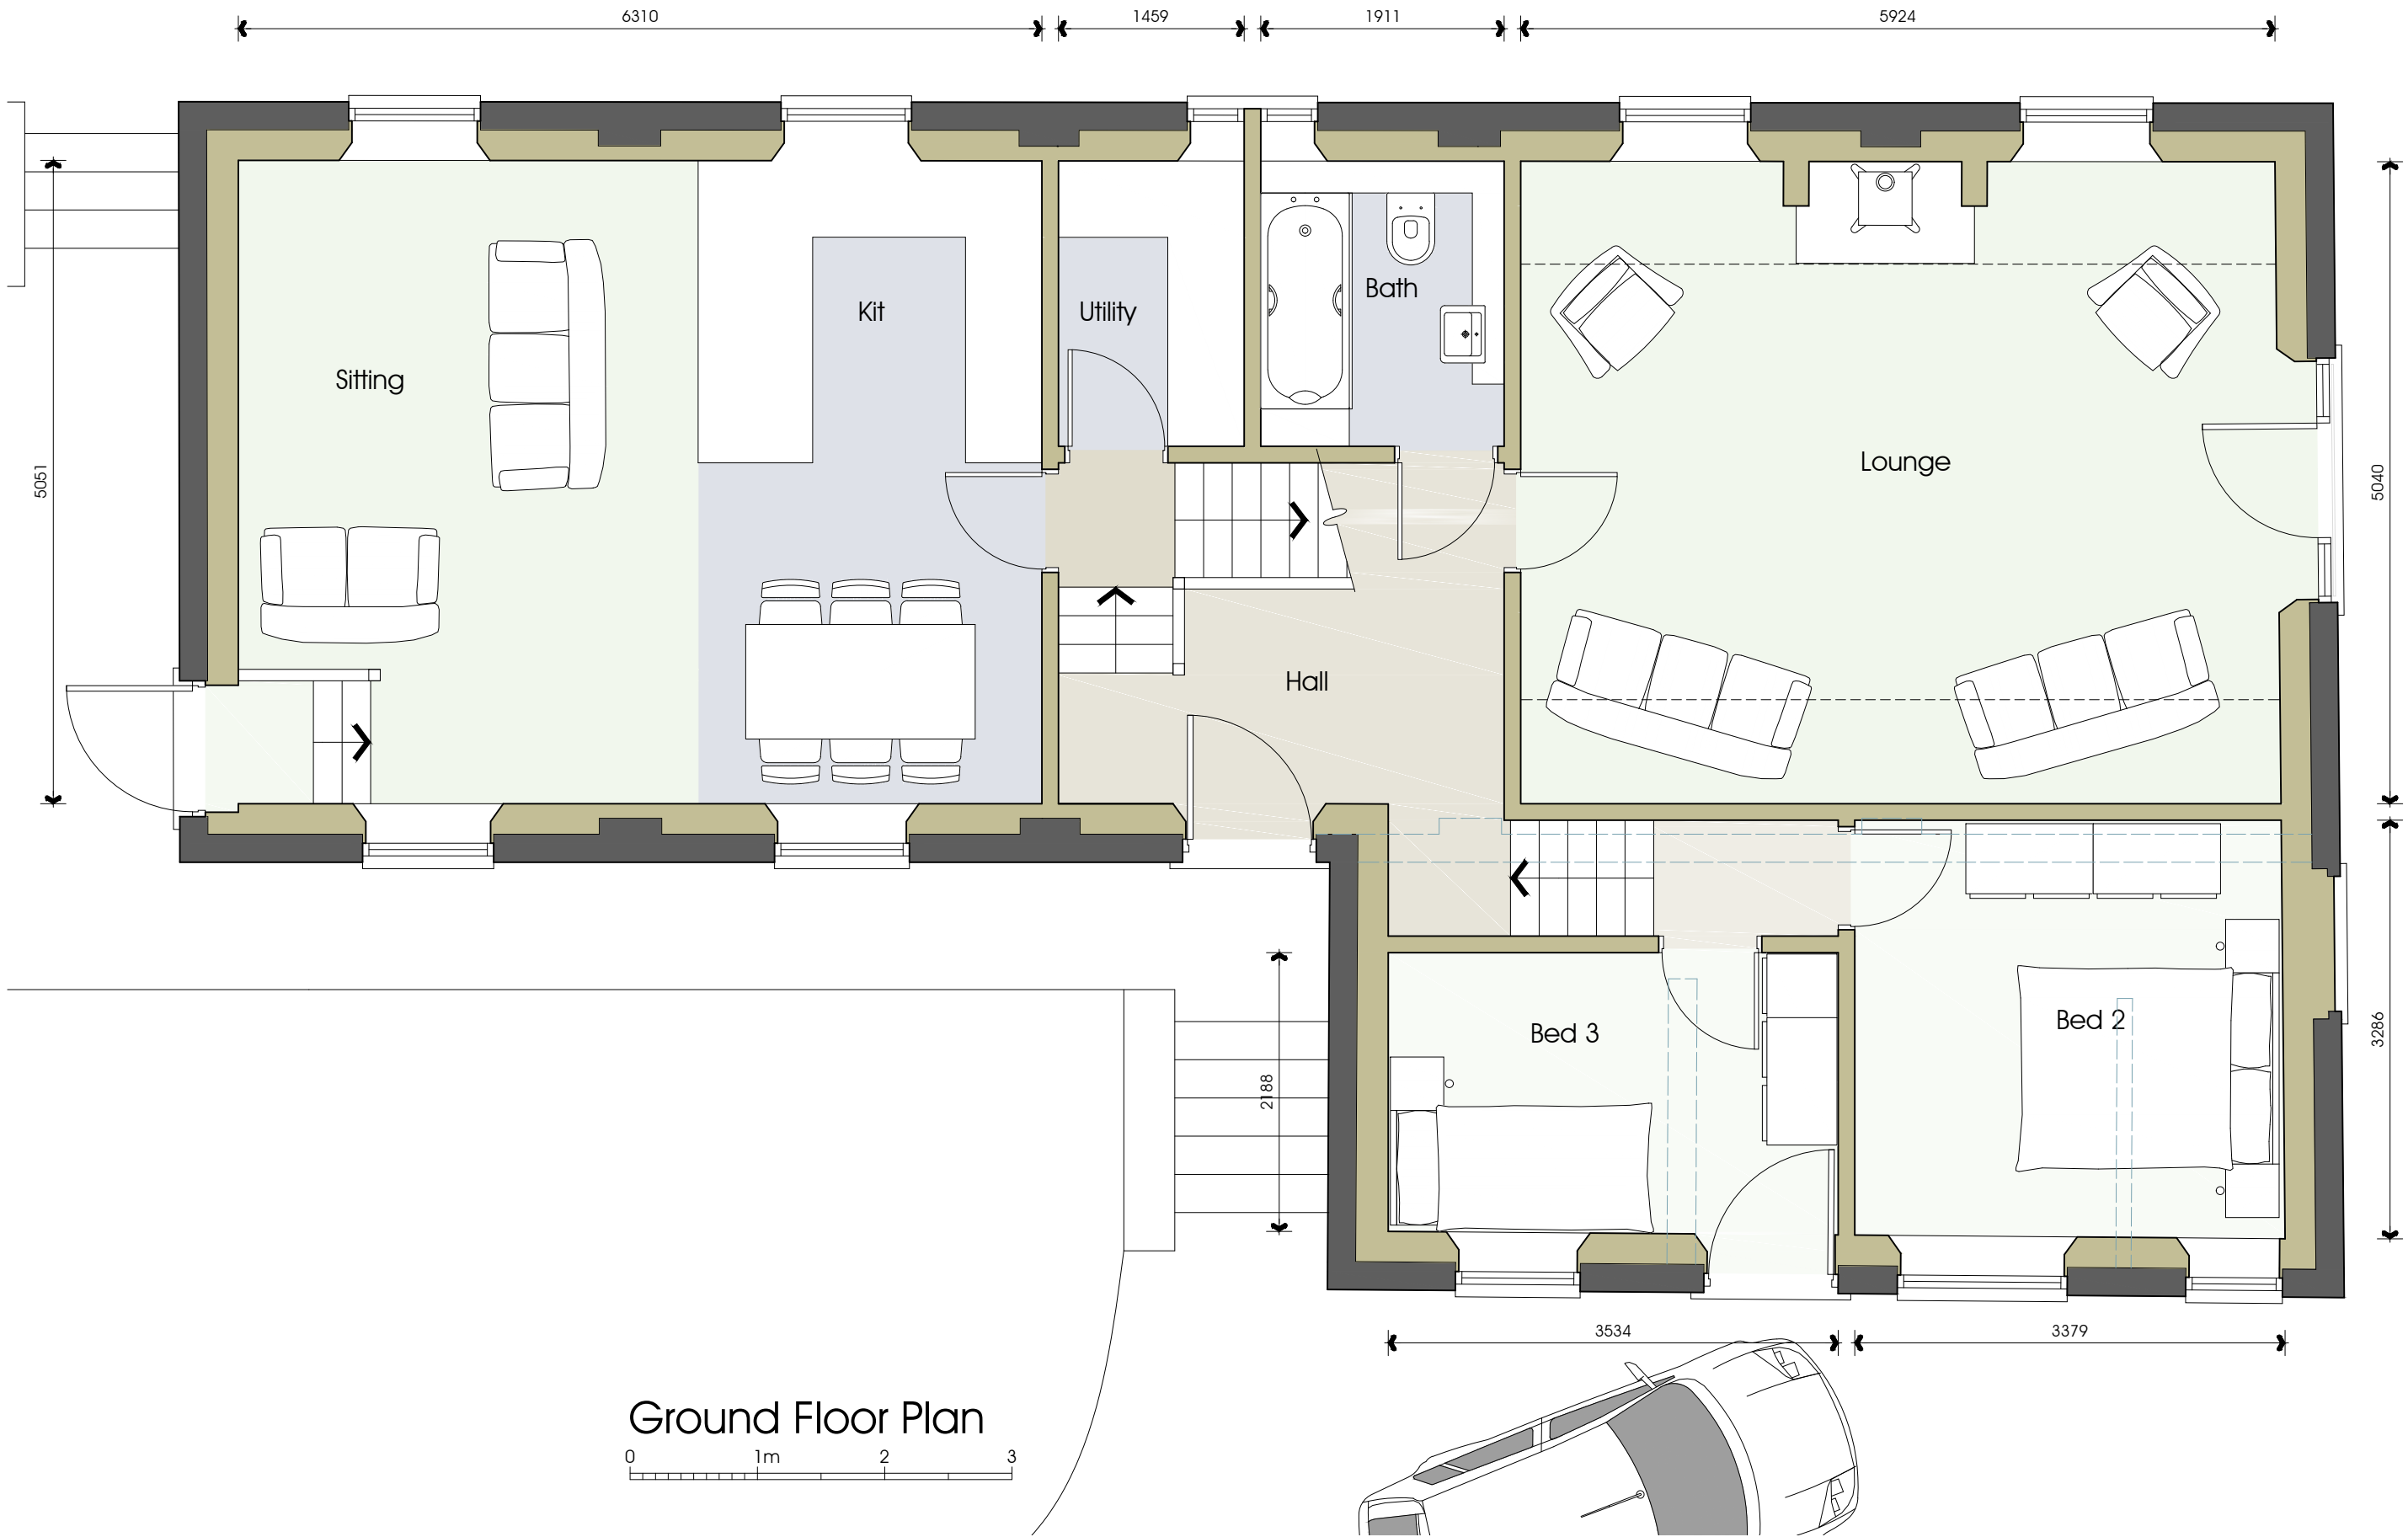 6310 1459 1911 5924
Kit
Utility
Bath
Sitting
Lounge
5051
5040
Hall
Bed 3
Bed 2
2188
3286
3534 3379
Ground Floor Plan
0 1m 2 3